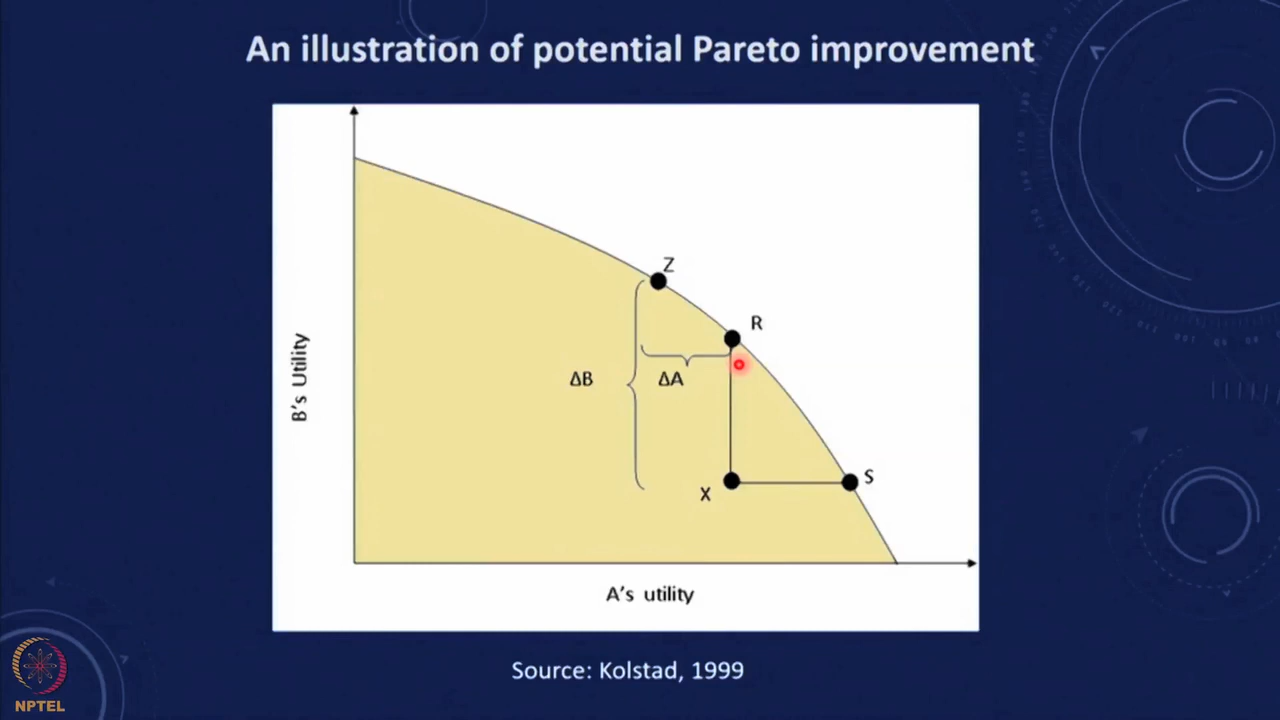 An illustration of potential Pareto improvement
Z
R
B's Utility
ΔB
ΔA
X
S
A's utility
Source: Kolstad, 1999
NPTEL